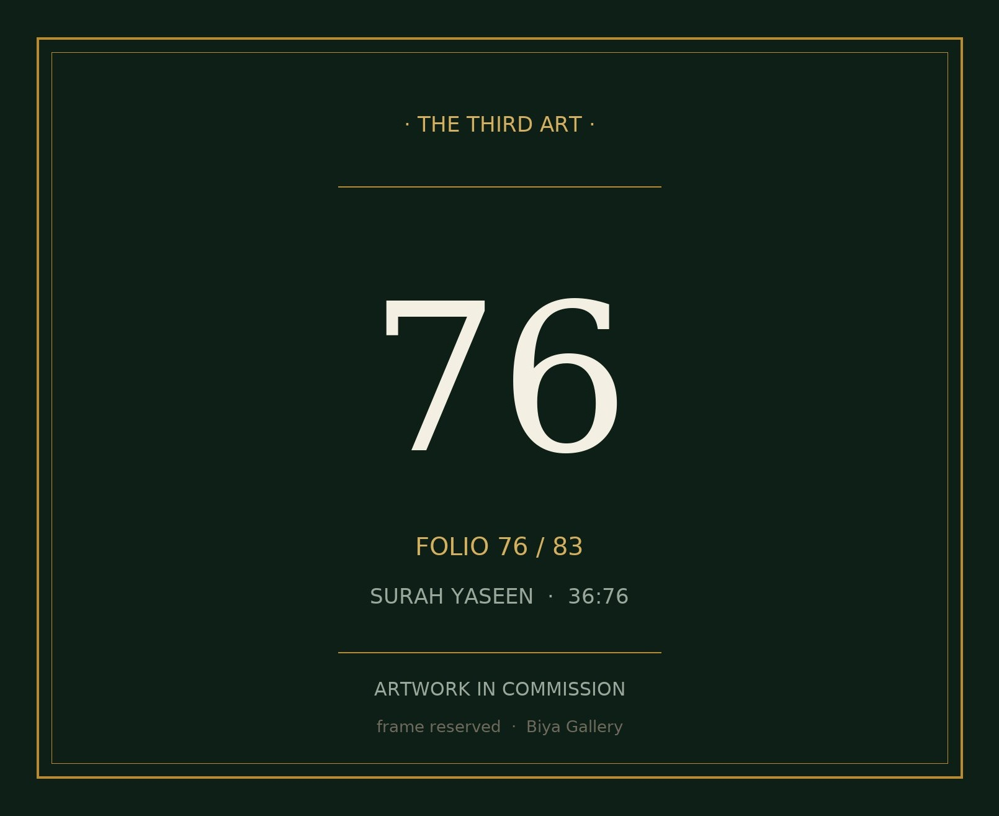 · THE THIRD ART ·
76
FOLIO 76 / 83
SURAH YASEEN · 36:76
ARTWORK IN COMMISSION
frame reserved · Biya Gallery